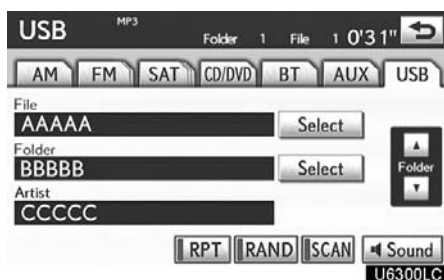 USB MP3 Folder 1 File 1 0'31"
AM FM SAT CD/DVD BT AUX USB
File
AAAAA Select
Folder
BBBBB Select
Folder
Artist
CCCCC
RPT RAND SCAN Sound
U6300LC